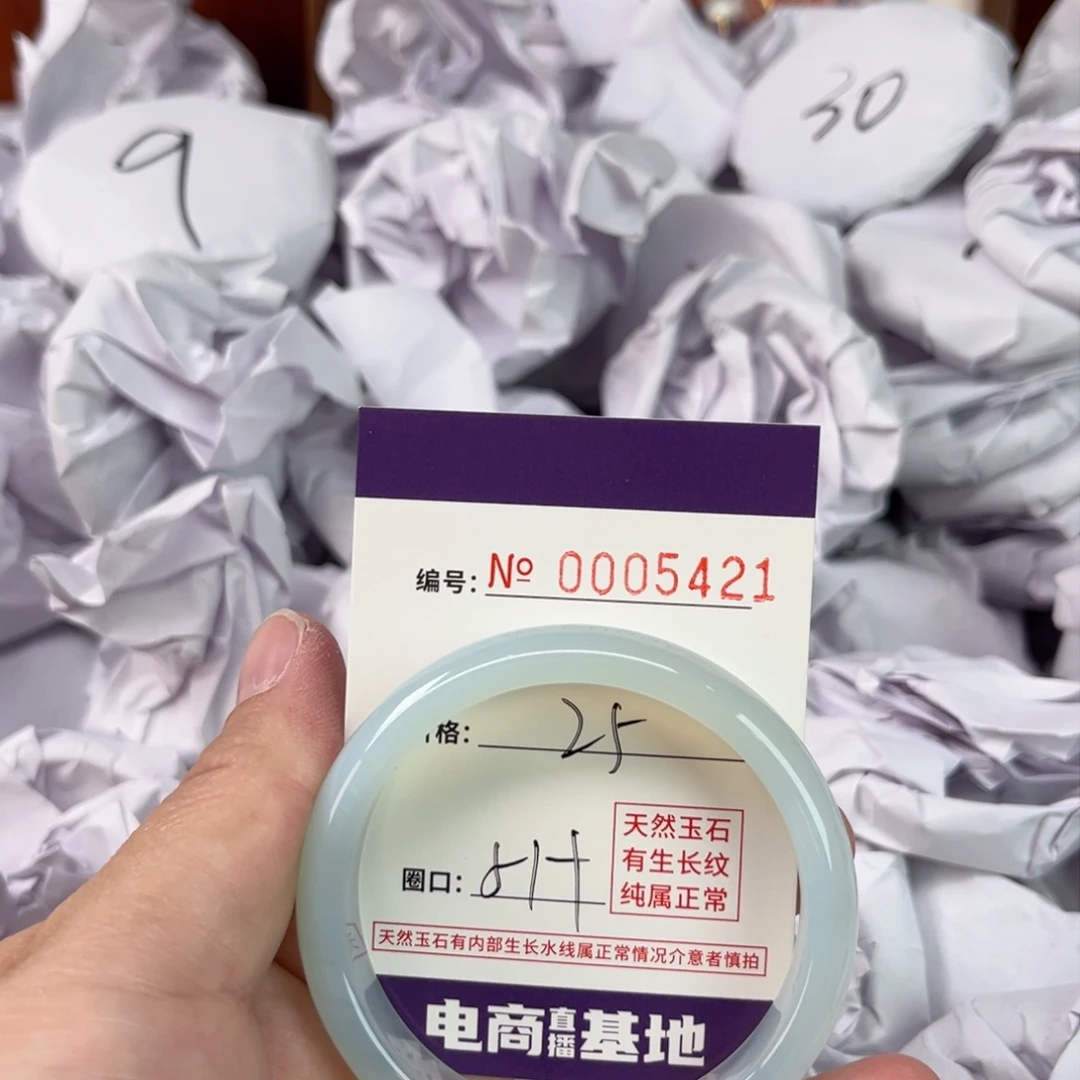 9
30
编号: Nº 0005421
格: 25
圈口:
天然玉石
有生长纹
纯属正常
天然玉石有内部生长水线属正常情况介意者慎拍
电商直播基地